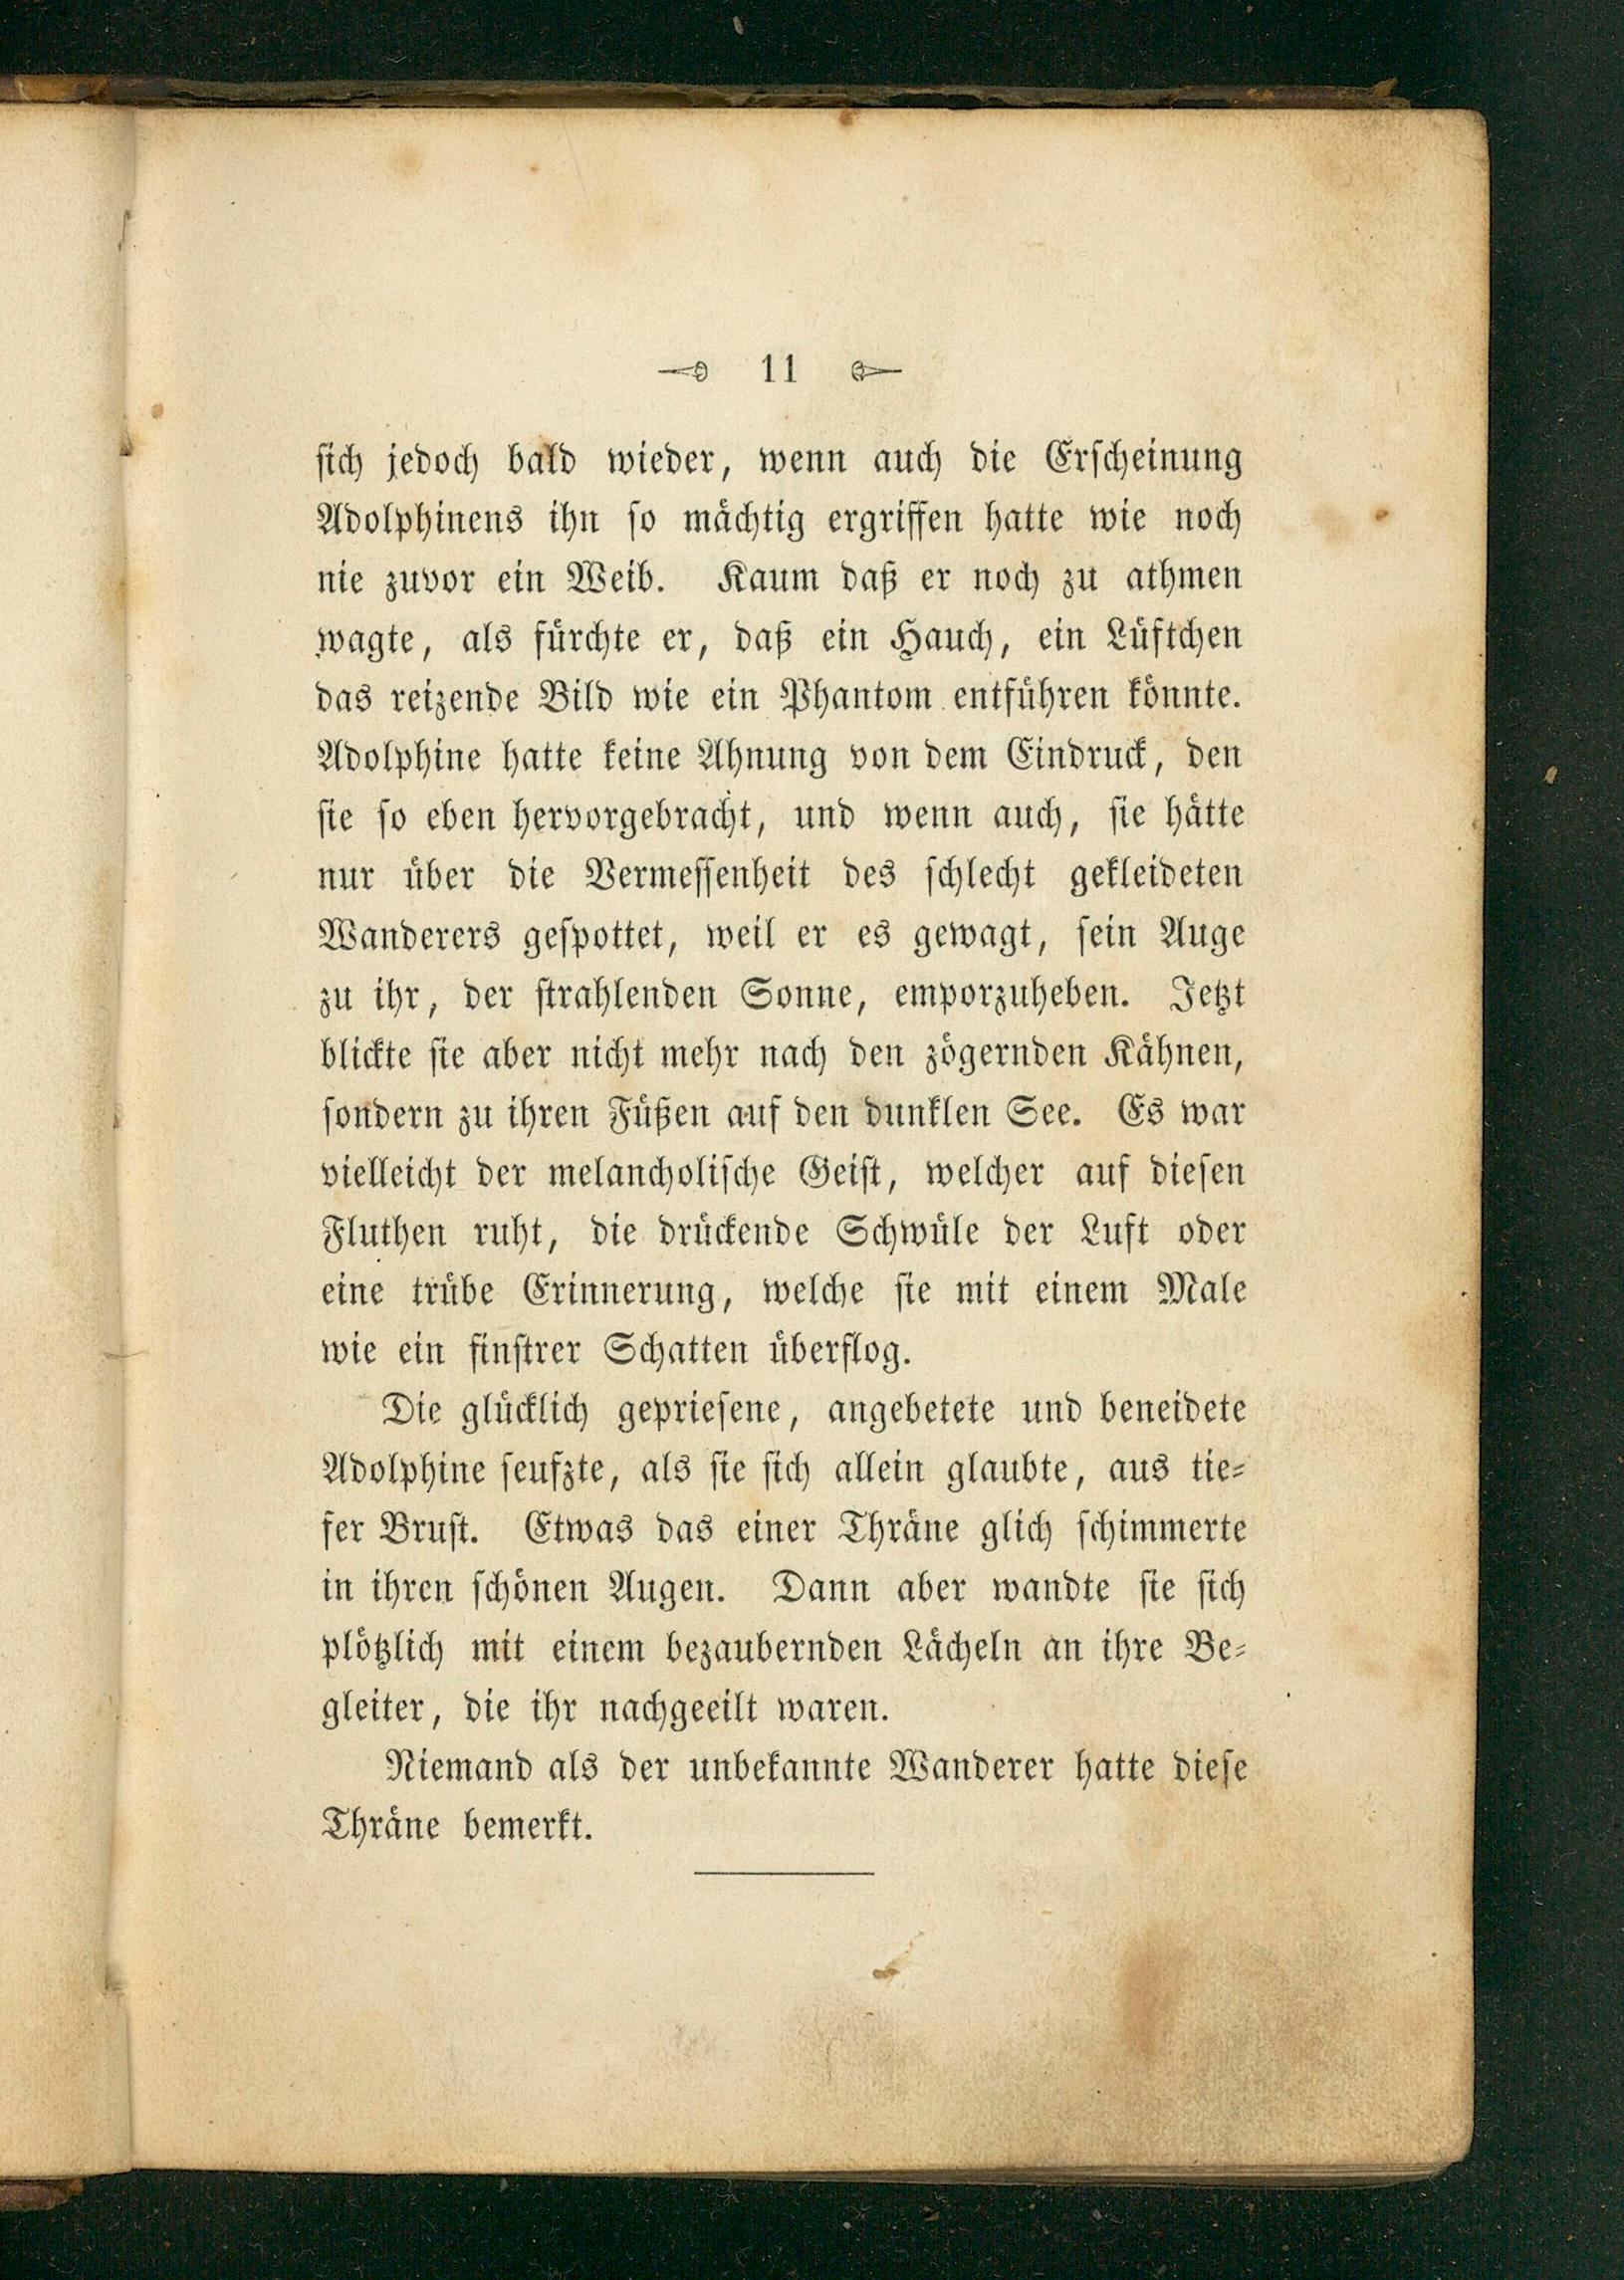 11
sich jedoch bald wieder, wenn auch die Erscheinung
Adolphinens ihn so mächtig ergriffen hatte wie noch
nie zuvor ein Weib. Kaum daß er noch zu athmen
wagte, als fürchte er, daß ein Hauch, ein Lüftchen
das reizende Bild wie ein Phantom entführen könnte.
Adolphine hatte keine Ahnung von dem Eindruck, den
sie so eben hervorgebracht, und wenn auch, sie hätte
nur über die Vermessenheit des schlecht gekleideten
Wanderers gespottet, weil er es gewagt, sein Auge
zu ihr, der strahlenden Sonne, emporzuheben. Jetzt
blickte sie aber nicht mehr nach den zögernden Kähnen,
sondern zu ihren Füßen auf den dunklen See. Es war
vielleicht der melancholische Geist, welcher auf diesen
Fluthen ruht, die drückende Schwüle der Luft oder
eine trübe Erinnerung, welche sie mit einem Male
wie ein finstrer Schatten überflog.
Die glücklich gepriesene, angebetete und beneidete
Adolphine seufzte, als sie sich allein glaubte, aus tie-
fer Brust. Etwas das einer Thräne glich schimmerte
in ihren schönen Augen. Dann aber wandte sie sich
plötzlich mit einem bezaubernden Lächeln an ihre Be-
gleiter, die ihr nachgeeilt waren.
Niemand als der unbekannte Wanderer hatte diese
Thräne bemerkt.